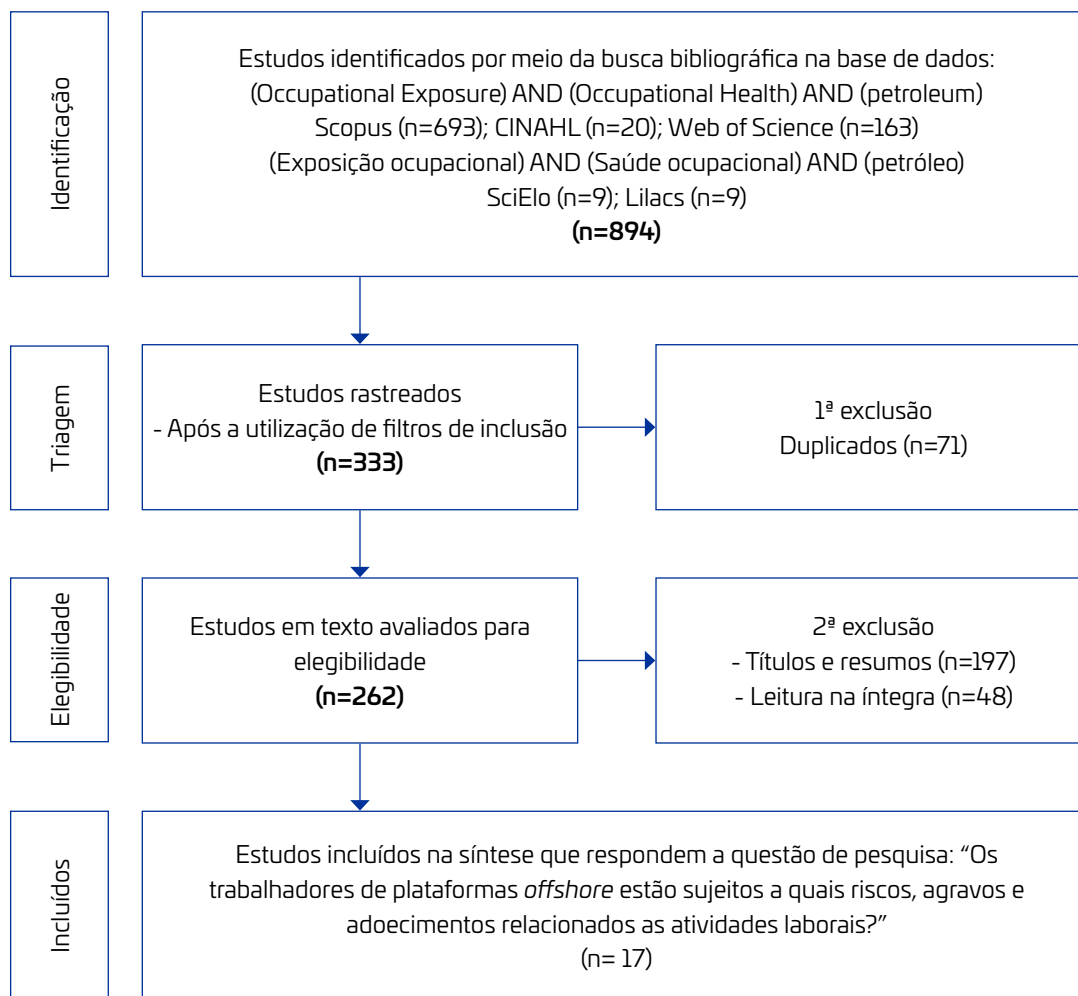 Identificação
Estudos identificados por meio da busca bibliográfica na base de dados:
(Occupational Exposure) AND (Occupational Health) AND (petroleum)
Scopus (n=693); CINAHL (n=20); Web of Science (n=163)
(Exposição ocupacional) AND (Saúde ocupacional) AND (petróleo)
SciElo (n=9); Lilacs (n=9)
(n=894)
Triagem
Estudos rastreados
- Após a utilização de filtros de inclusão
(n=333)
1ª exclusão
Duplicados (n=71)
Elegibilidade
Estudos em texto avaliados para
elegibilidade
(n=262)
2ª exclusão
- Títulos e resumos (n=197)
- Leitura na íntegra (n=48)
Incluídos
Estudos incluídos na síntese que respondem a questão de pesquisa: “Os
trabalhadores de plataformas offshore estão sujeitos a quais riscos, agravos e
adoecimentos relacionados as atividades laborais?”
(n= 17)